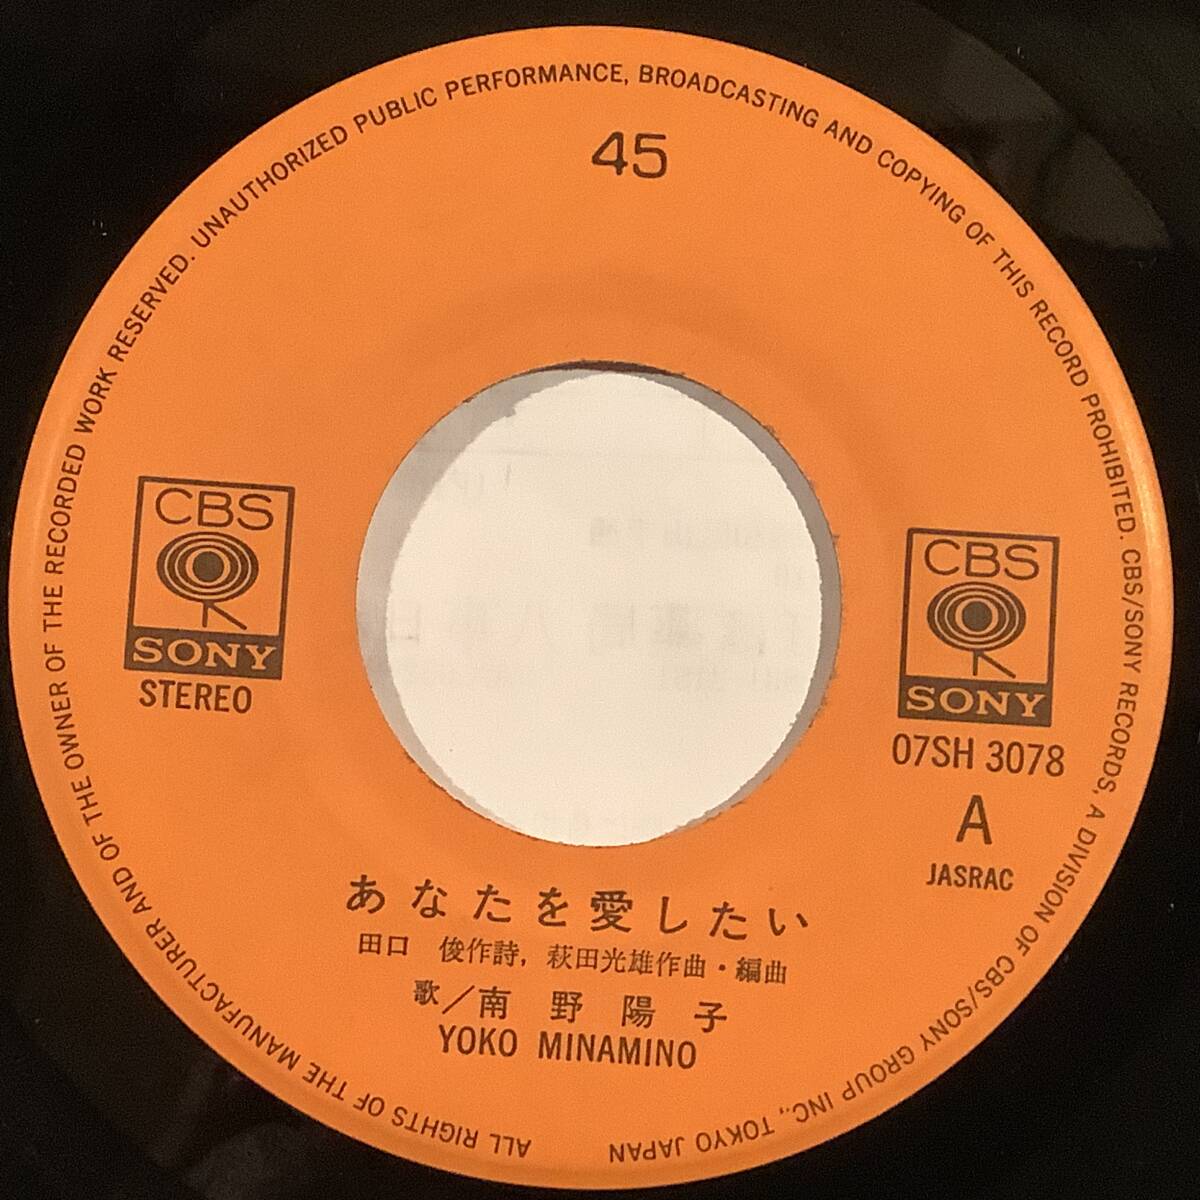 ALL RIGHTS OF THE MANUFACTURER AND OF THE OWNER OF THE RECORDED WORK RESERVED. UNAUTHORIZED PUBLIC PERFORMANCE, BROADCASTING AND COPYING OF THIS RECORD PROHIBITED. CBS/SONY RECORDS, A DIVISION OF CBS/SONY GROUP INC., TOKYO JAPAN
45
CBS
SONY
STEREO
CBS
SONY
07SH 3078
A
JASRAC
あなたを愛したい
田口 俊作詩, 萩田光雄作曲・編曲
歌／南野陽子
YOKO MINAMINO